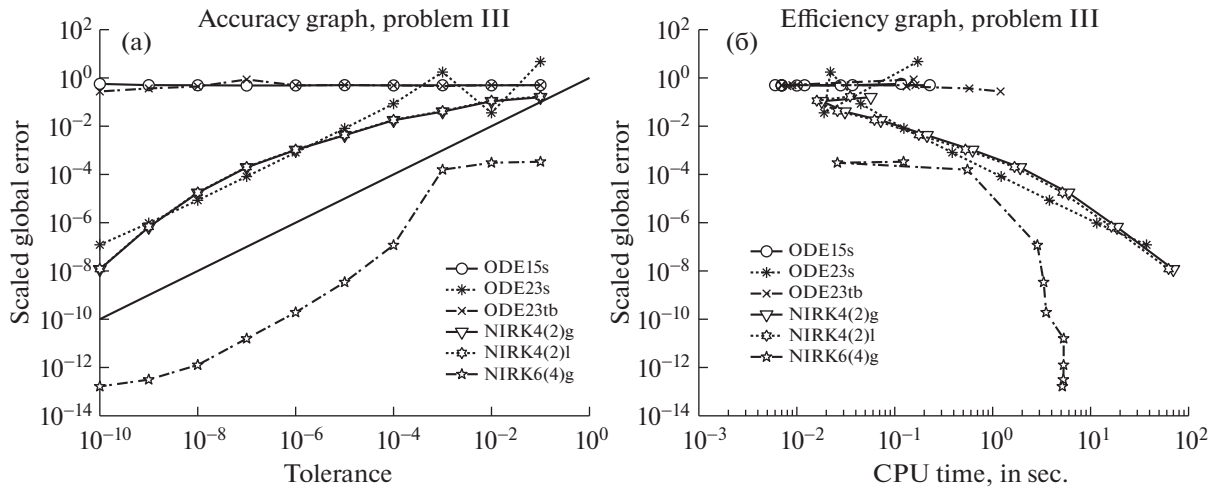 Accuracy graph, problem III
(a)
Scaled global error
10^2
10^0
10^−2
10^−4
10^−6
10^−8
10^−10
10^−12
10^−14
ODE15s
ODE23s
ODE23tb
NIRK4(2)g
NIRK4(2)l
NIRK6(4)g
10^−10
10^−8
10^−6
10^−4
10^−2
10^0
Tolerance
Efficiency graph, problem III
(б)
Scaled global error
10^2
10^0
10^−2
10^−4
10^−6
10^−8
10^−10
10^−12
10^−14
ODE15s
ODE23s
ODE23tb
NIRK4(2)g
NIRK4(2)l
NIRK6(4)g
10^−3
10^−2
10^−1
10^0
10^1
10^2
CPU time, in sec.